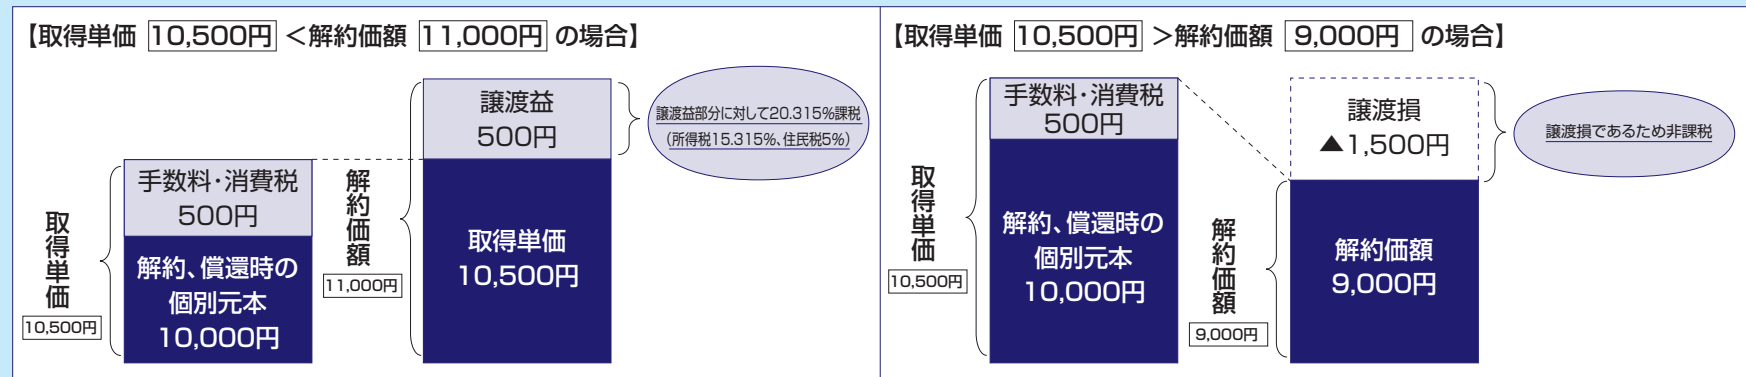 【取得単価 10,500円 <解約価額 11,000円 の場合】
譲渡益
500円
譲渡益部分に対して20.315%課税
(所得税15.315%、住民税5%)
手数料・消費税
500円
取得単価
10,500円
解約、償還時の
個別元本
10,000円
解約価額
11,000円
取得単価
10,500円
【取得単価 10,500円 >解約価額 9,000円 の場合】
手数料・消費税
500円
譲渡損
▲1,500円
譲渡損であるため非課税
取得単価
10,500円
解約、償還時の
個別元本
10,000円
解約価額
9,000円
解約価額
9,000円